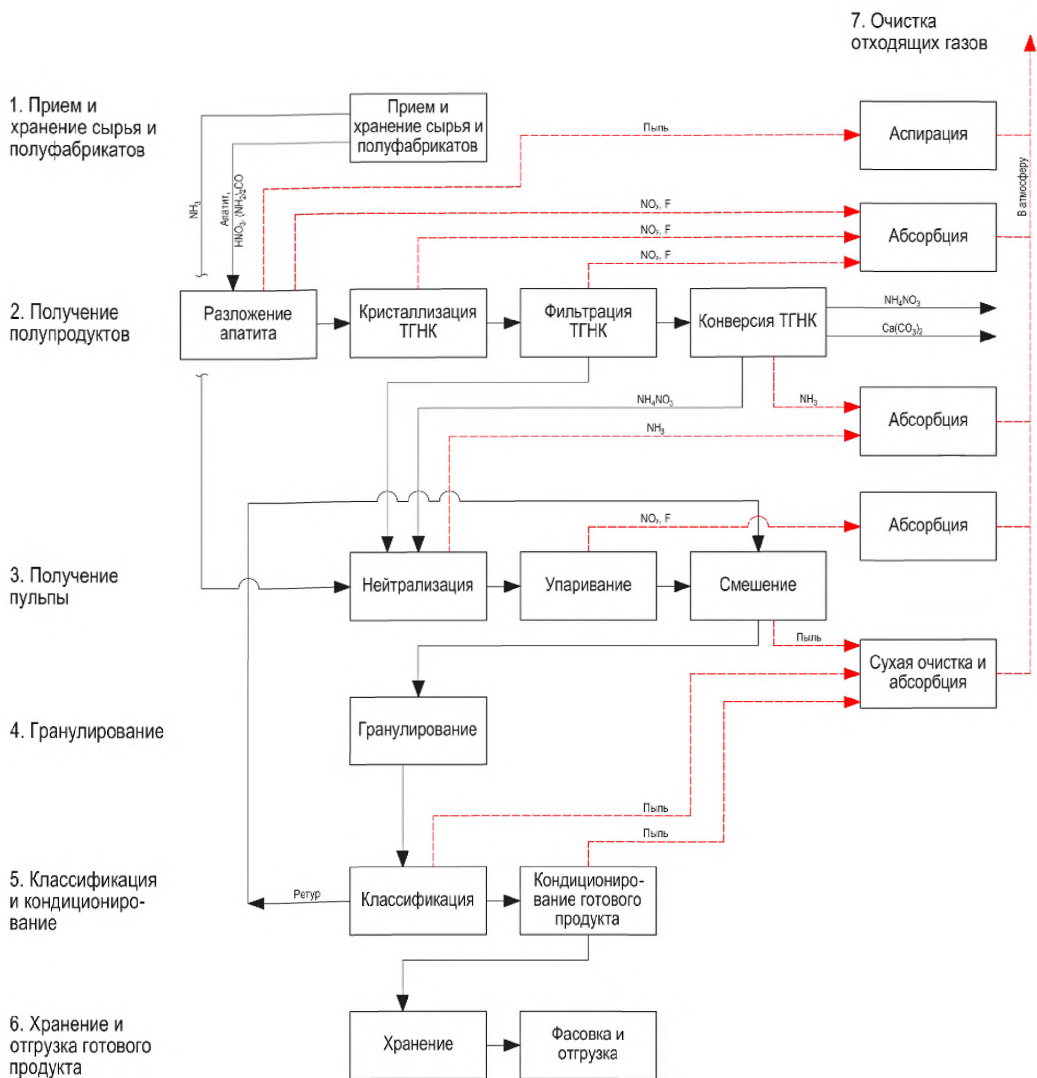 7. Очистка
отходящих газов
1. Прием и
хранение сырья и
полуфабрикатов
Прием и
хранение сырья и
полуфабрикатов
Пыль
Аспирация
NH₃
Апатит,
HNO₃, (NH₂)₂CO
В атмосферу
NOₓ, F
NOₓ, F
NOₓ, F
Абсорбция
2. Получение
полупродуктов
Разложение
апатита
Кристаллизация
ТГНК
Фильтрация
ТГНК
Конверсия ТГНК
NH₄NO₃
Ca(CO₃)₂
NH₄NO₃
NH₃
NH₃
Абсорбция
NOₓ, F
Абсорбция
3. Получение
пульпы
Нейтрализация
Упаривание
Смешение
Пыль
Сухая очистка и
абсорбция
4. Гранулирование
Гранулирование
Пыль
Пыль
5. Классификация
и кондициониро-
вание
Ретур
Классификация
Кондициониро-
вание готового
продукта
6. Хранение и
отгрузка готового
продукта
Хранение
Фасовка и
отгрузка